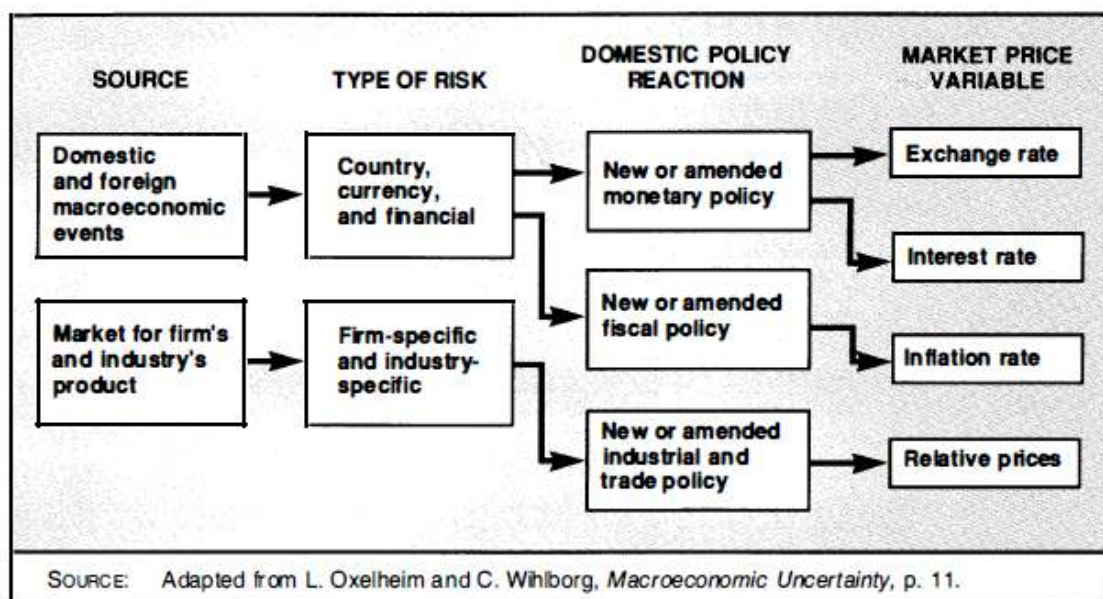 SOURCE
TYPE OF RISK
DOMESTIC POLICY
REACTION
MARKET PRICE
VARIABLE
Domestic
and foreign
macroeconomic
events
Country,
currency,
and financial
New or amended
monetary policy
Exchange rate
Interest rate
Market for firm's
and industry's
product
Firm-specific
and industry-
specific
New or amended
fiscal policy
Inflation rate
New or amended
industrial and
trade policy
Relative prices
SOURCE: Adapted from L. Oxelheim and C. Wihlborg, Macroeconomic Uncertainty, p. 11.